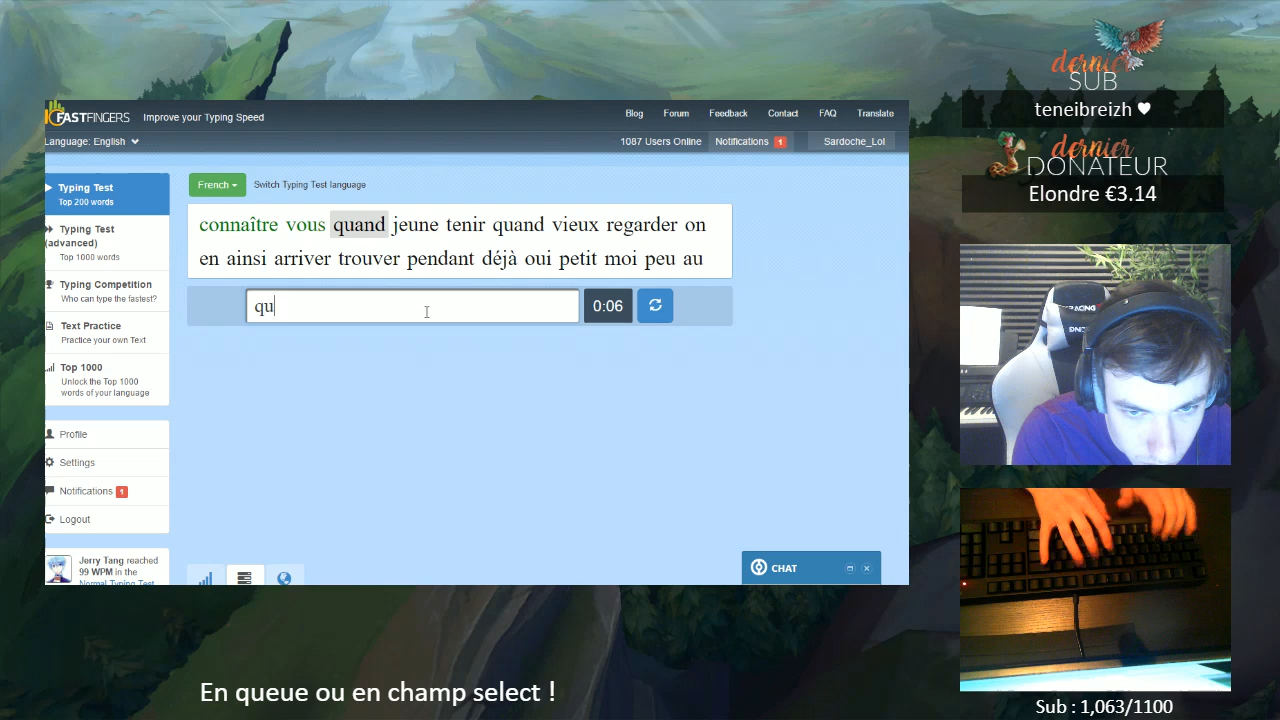 FASTFINGERS Improve your Typing Speed
Blog Forum Feedback Contact FAQ Translate
Language: English
1087 Users Online Notifications 1 Sardoche_Lol
Typing Test
Top 200 words
Typing Test
(advanced)
Top 1000 words
Typing Competition
Who can type the fastest?
Text Practice
Practice your own Text
Top 1000
Unlock the Top 1000
words of your language
Profile
Settings
Notifications 1
Logout
Jerry Tang reached
99 WPM in the
Normal Typing Test
French Switch Typing Test language
connaître vous quand jeune tenir quand vieux regarder on
en ainsi arriver trouver pendant déjà oui petit moi peu au
qu
0:06
CHAT
En queue ou en champ select !
dernier
SUB
teneibreizh
dernier
DONATEUR
Elondre €3.14
Sub : 1,063/1100